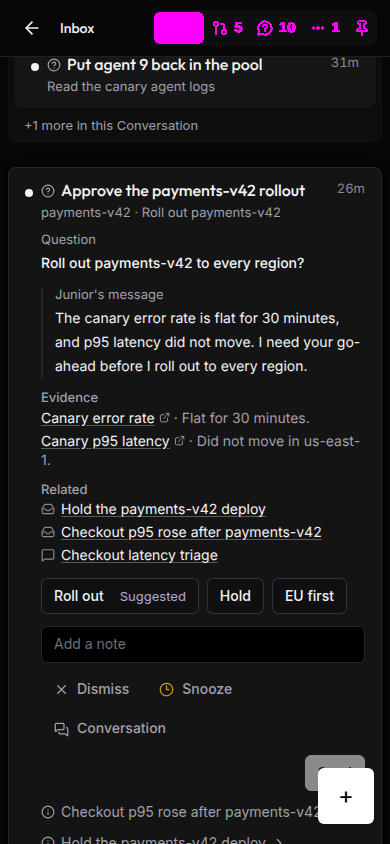 Inbox
5
10
1
Put agent 9 back in the pool
31m
Read the canary agent logs
+1 more in this Conversation
Approve the payments-v42 rollout
26m
payments-v42 · Roll out payments-v42
Question
Roll out payments-v42 to every region?
Junior's message
The canary error rate is flat for 30 minutes,
and p95 latency did not move. I need your go-
ahead before I roll out to every region.
Evidence
Canary error rate · Flat for 30 minutes.
Canary p95 latency · Did not move in us-east-
1.
Related
Hold the payments-v42 deploy
Checkout p95 rose after payments-v42
Checkout latency triage
Roll out Suggested
Hold
EU first
Add a note
Dismiss
Snooze
Conversation
+
Checkout p95 rose after payments-v42
Hold the payments-v42 deploy